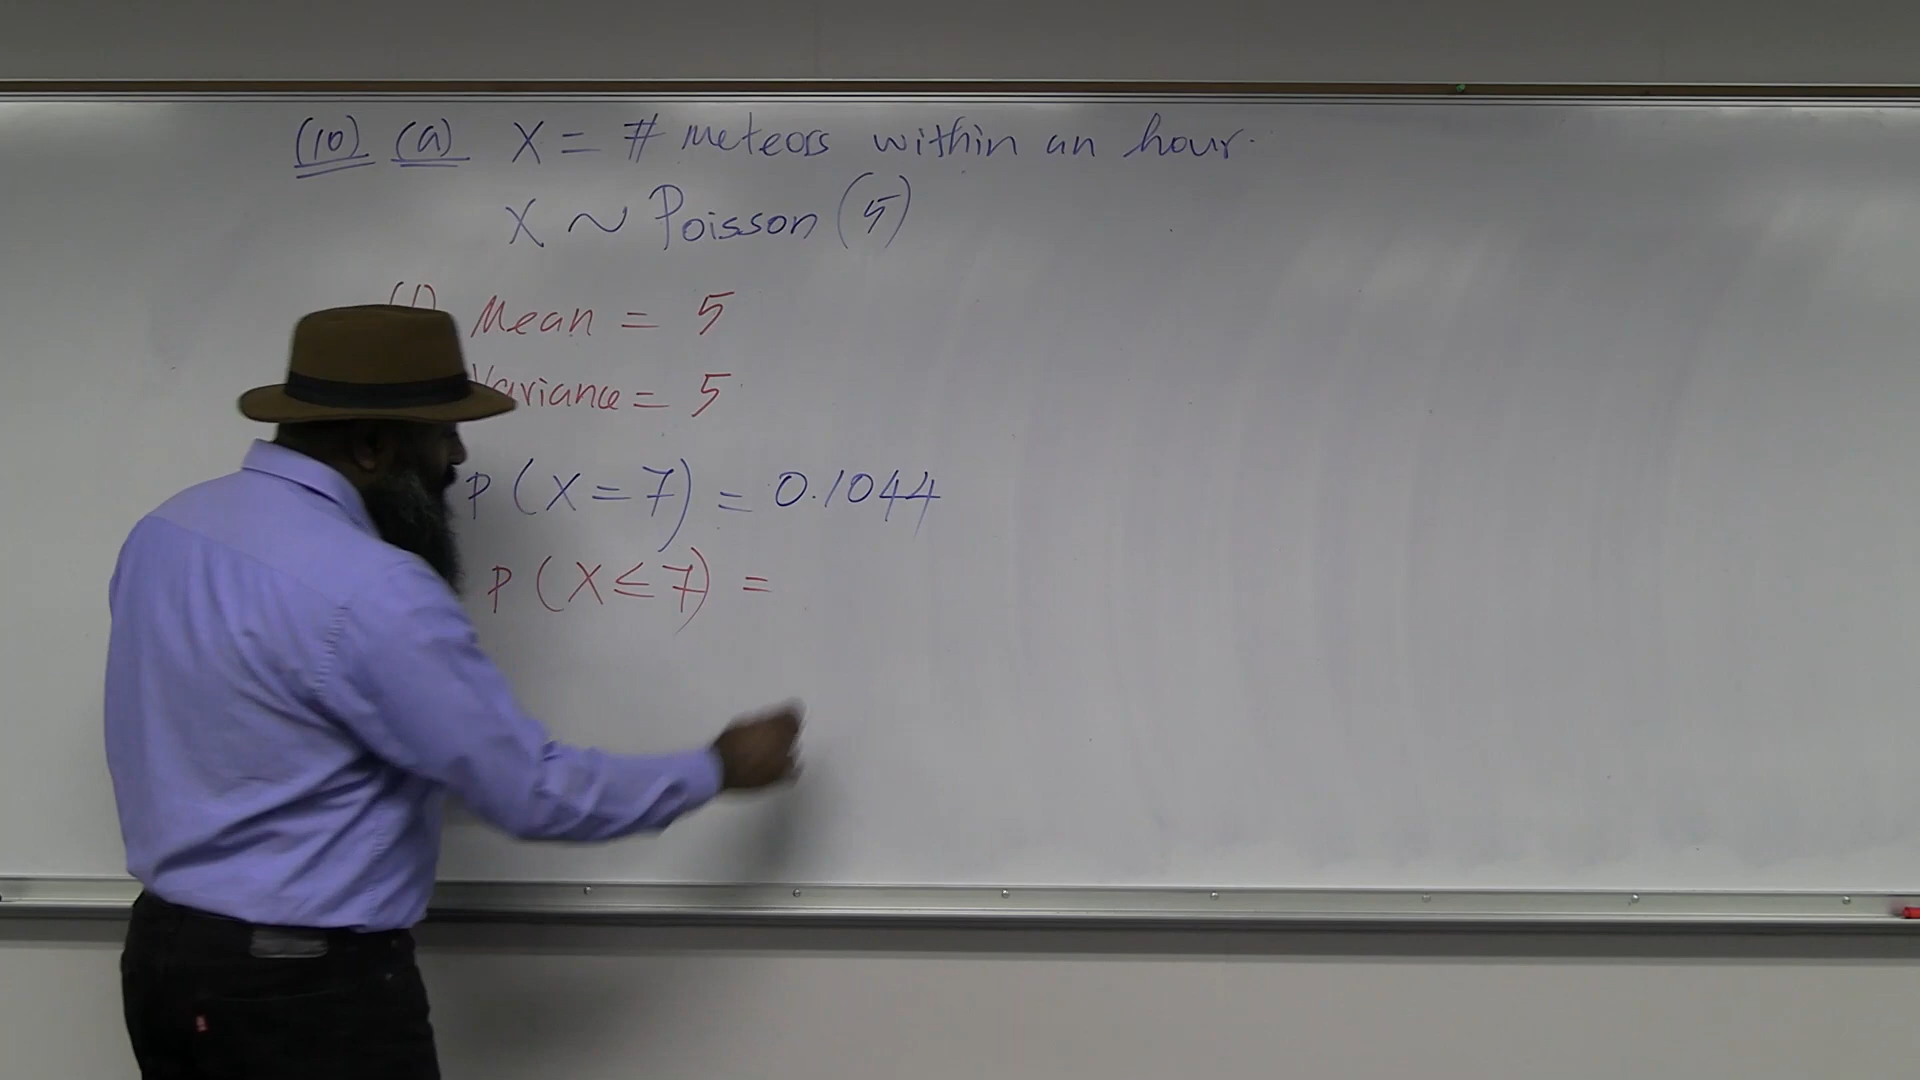 (10) (a) X = # meteors within an hour.
X ~ Poisson (5)
(1) Mean = 5
Variance = 5
P (X = 7) = 0.1044
P (X ≤ 7) =